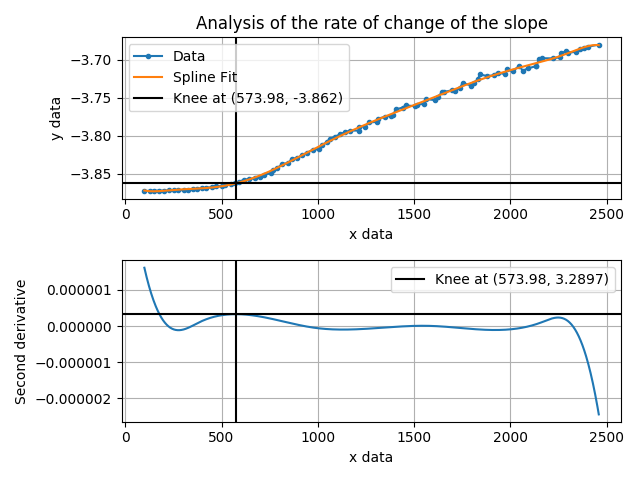 Analysis of the rate of change of the slope
Data
Spline Fit
Knee at (573.98, -3.862)
y data
−3.70
−3.75
−3.80
−3.85
0 500 1000 1500 2000 2500
x data
Knee at (573.98, 3.2897)
Second derivative
0.000001
0.000000
−0.000001
−0.000002
0 500 1000 1500 2000 2500
x data